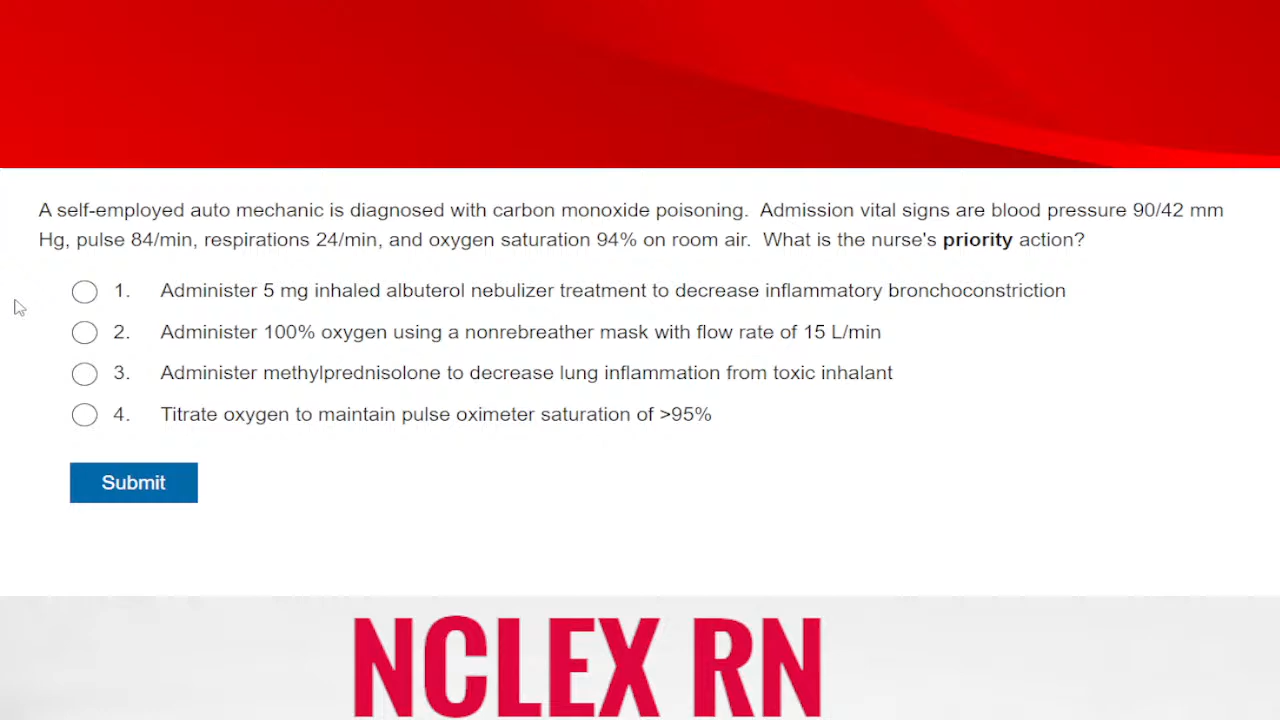 A self-employed auto mechanic is diagnosed with carbon monoxide poisoning.  Admission vital signs are blood pressure 90/42 mm
Hg, pulse 84/min, respirations 24/min, and oxygen saturation 94% on room air.  What is the nurse's priority action?
1. Administer 5 mg inhaled albuterol nebulizer treatment to decrease inflammatory bronchoconstriction
2. Administer 100% oxygen using a nonrebreather mask with flow rate of 15 L/min
3. Administer methylprednisolone to decrease lung inflammation from toxic inhalant
4. Titrate oxygen to maintain pulse oximeter saturation of >95%
Submit
NCLEX RN